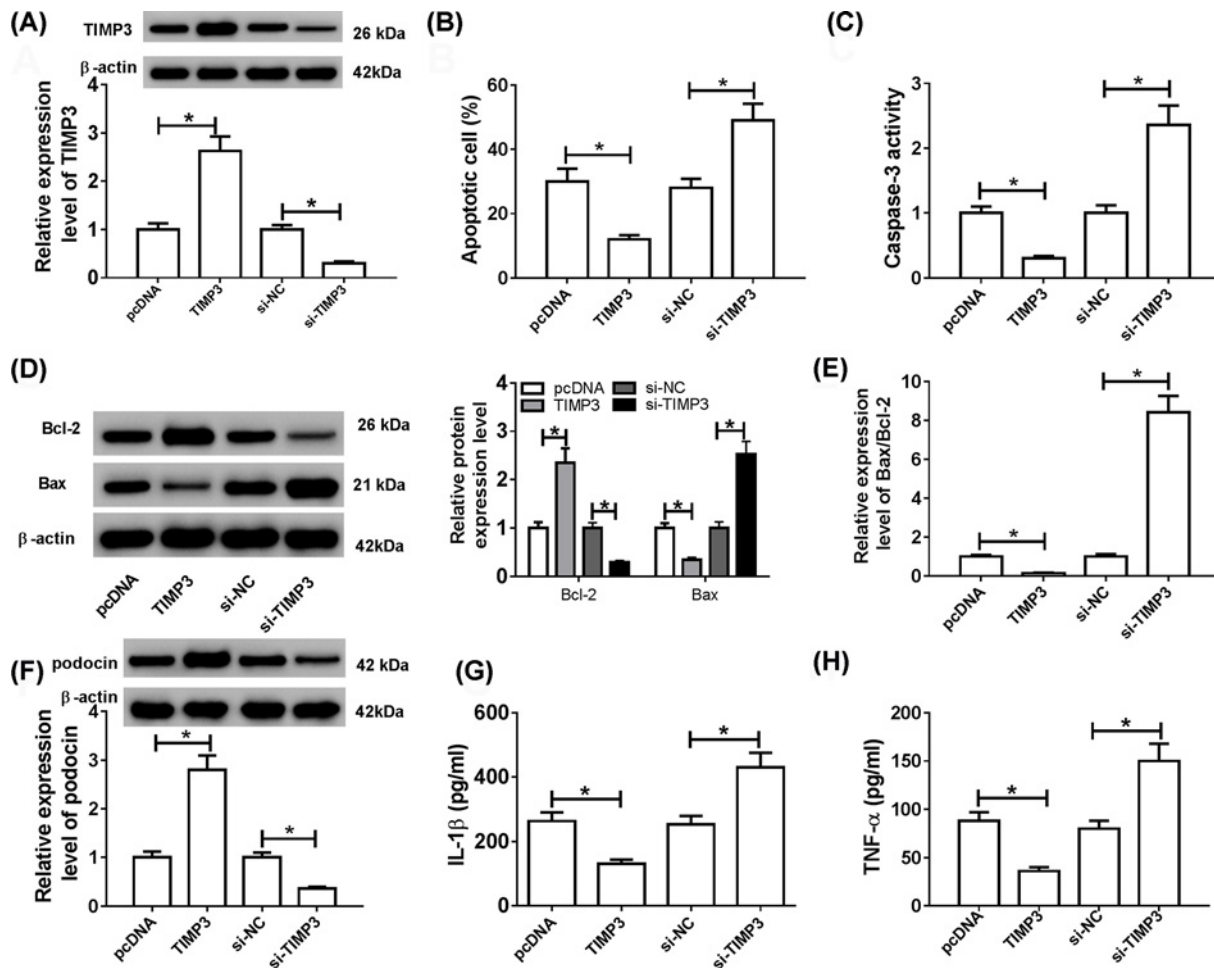 (A)
TIMP3
26 kDa
β-actin
42kDa
Relative expression
level of TIMP3
4
3
2
1
0
*
*
pcDNA
TIMP3
si-NC
si-TIMP3
(B)
Apoptotic cell (%)
60
40
20
0
*
*
pcDNA
TIMP3
si-NC
si-TIMP3
(C)
Caspase-3 activity
3
2
1
0
*
*
pcDNA
TIMP3
si-NC
si-TIMP3
(D)
Bcl-2
26 kDa
Bax
21 kDa
β-actin
42kDa
pcDNA
TIMP3
si-NC
si-TIMP3
Relative protein
expression level
4
3
2
1
0
pcDNA
TIMP3
si-NC
si-TIMP3
*
*
*
*
Bcl-2
Bax
(E)
Relative expression
level of Bax/Bcl-2
10
8
6
4
2
0
*
*
pcDNA
TIMP3
si-NC
si-TIMP3
(F)
podocin
42 kDa
β-actin
42kDa
Relative expression
level of podocin
4
3
2
1
0
*
*
pcDNA
TIMP3
si-NC
si-TIMP3
(G)
IL-1β (pg/ml)
600
400
200
0
*
*
pcDNA
TIMP3
si-NC
si-TIMP3
(H)
TNF-α (pg/ml)
200
150
100
50
0
*
*
pcDNA
TIMP3
si-NC
si-TIMP3